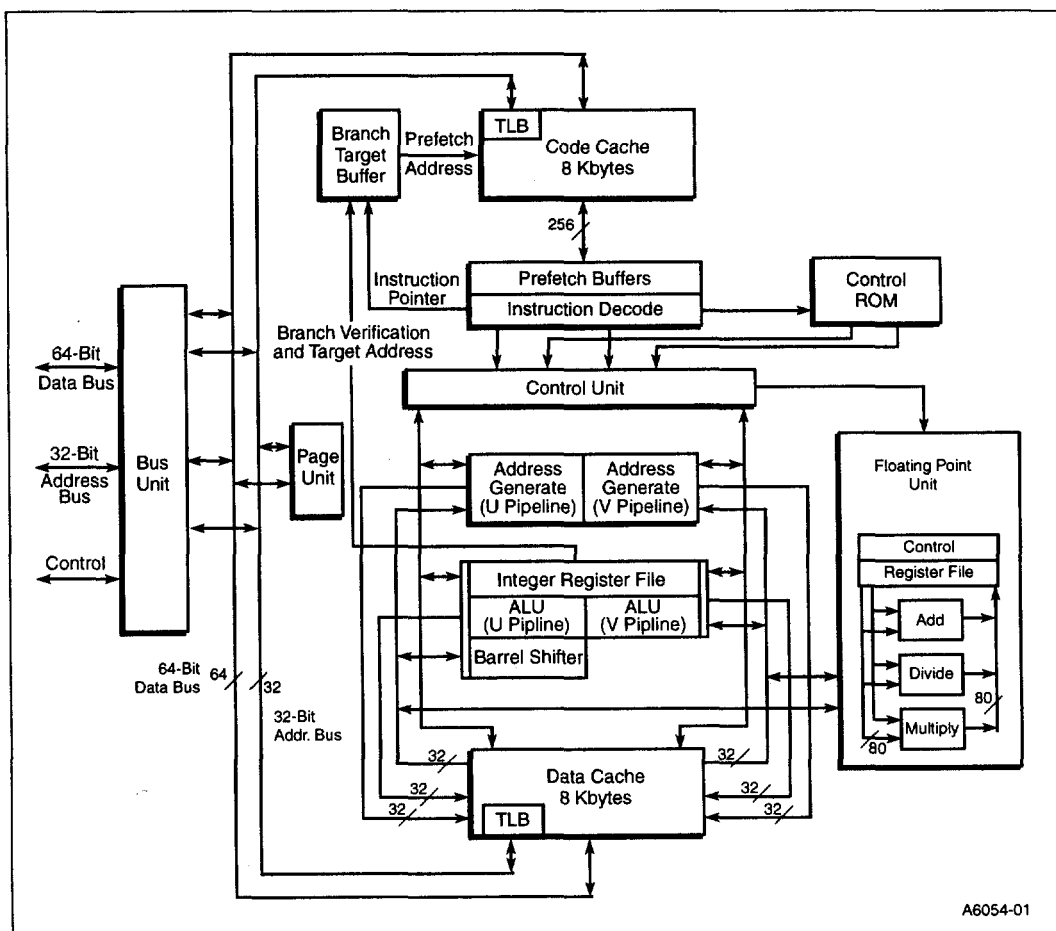 TLB
Code Cache
8 Kbytes
Branch
Target
Buffer
Prefetch
Address
256
Prefetch Buffers
Instruction Decode
Instruction
Pointer
Control
ROM
Branch Verification
and Target Address
64-Bit
Data Bus
32-Bit
Address
Bus
Control
Bus
Unit
Page
Unit
Control Unit
Address
Generate
(U Pipeline)
Address
Generate
(V Pipeline)
Integer Register File
ALU
(U Pipline)
ALU
(V Pipline)
Barrel Shifter
Floating Point
Unit
Control
Register File
Add
Divide
Multiply
80
80
64-Bit
Data Bus
64
32
32-Bit
Addr. Bus
32
32
32
32
32
32
Data Cache
8 Kbytes
TLB
A6054-01